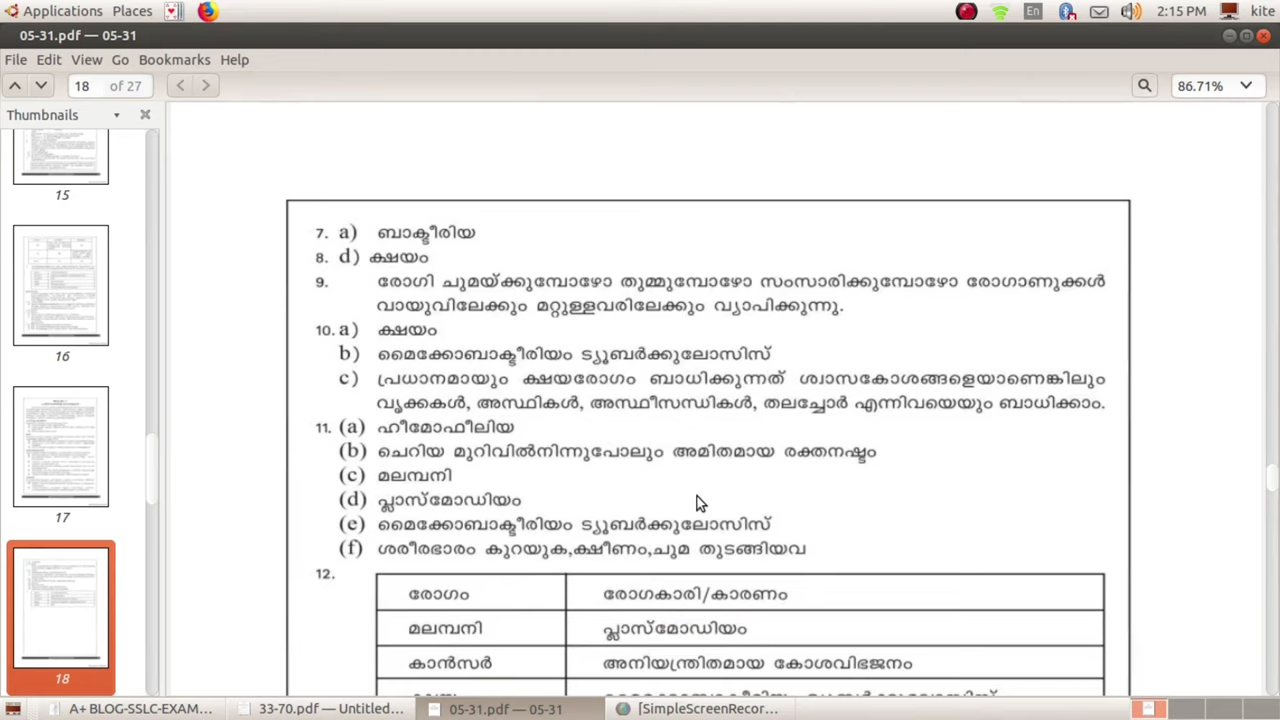 Applications Places En 2:15 PM kite
05-31.pdf — 05-31
File Edit View Go Bookmarks Help
18 of 27 86.71%
Thumbnails
15
16
17
18
7. a) ബാക്ടീരിയ
8. d) ക്ഷയം
9. രോഗി ചുമയ്ക്കുമ്പോഴോ തുമ്മുമ്പോഴോ സംസാരിക്കുമ്പോഴോ രോഗാണുക്കൾ
വായുവിലേക്കും മറ്റുള്ളവരിലേക്കും വ്യാപിക്കുന്നു.
10. a) ക്ഷയം
b) മൈക്കോബാക്ടീരിയം ട്യൂബർക്കുലോസിസ്
c) പ്രധാനമായും ക്ഷയരോഗം ബാധിക്കുന്നത് ശ്വാസകോശങ്ങളെയാണെങ്കിലും
വൃക്കകൾ, അസ്ഥികൾ, അസ്ഥീസന്ധികൾ, തലച്ചോർ എന്നിവയെയും ബാധിക്കാം.
11. (a) ഹീമോഫീലിയ
(b) ചെറിയ മുറിവിൽനിന്നുപോലും അമിതമായ രക്തനഷ്ടം
(c) മലമ്പനി
(d) പ്ലാസ്മോഡിയം
(e) മൈക്കോബാക്ടീരിയം ട്യൂബർക്കുലോസിസ്
(f) ശരീരഭാരം കുറയുക,ക്ഷീണം,ചുമ തുടങ്ങിയവ
12.
രോഗം രോഗകാരി/കാരണം
മലമ്പനി പ്ലാസ്മോഡിയം
കാൻസർ അനിയന്ത്രിതമായ കോശവിഭജനം
A+ BLOG-SSLC-EXAM... 33-70.pdf — Untitled... 05-31.pdf — 05-31 [SimpleScreenRecor...